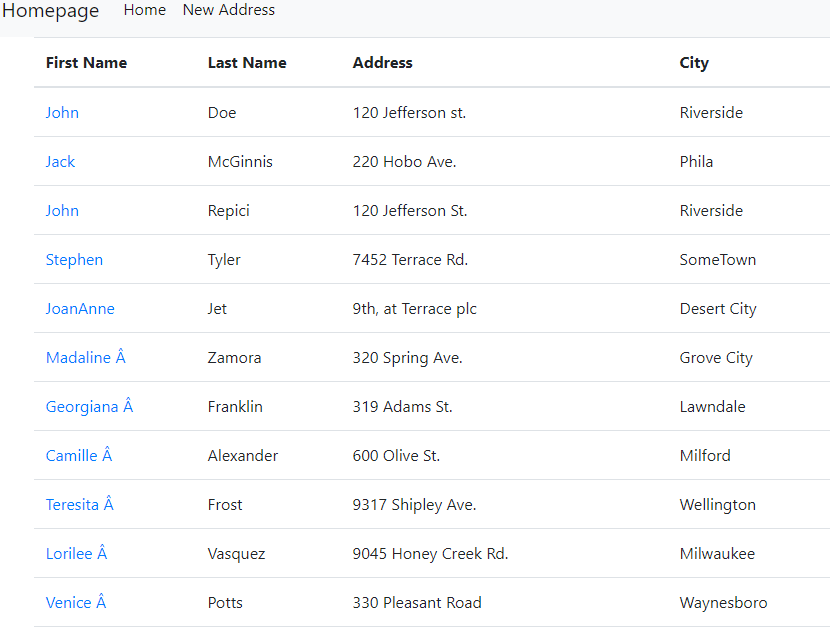 Homepage Home New Address
First Name Last Name Address City
John Doe 120 Jefferson st. Riverside
Jack McGinnis 220 Hobo Ave. Phila
John Repici 120 Jefferson St. Riverside
Stephen Tyler 7452 Terrace Rd. SomeTown
JoanAnne Jet 9th, at Terrace plc Desert City
Madaline Â Zamora 320 Spring Ave. Grove City
Georgiana Â Franklin 319 Adams St. Lawndale
Camille Â Alexander 600 Olive St. Milford
Teresita Â Frost 9317 Shipley Ave. Wellington
Lorilee Â Vasquez 9045 Honey Creek Rd. Milwaukee
Venice Â Potts 330 Pleasant Road Waynesboro